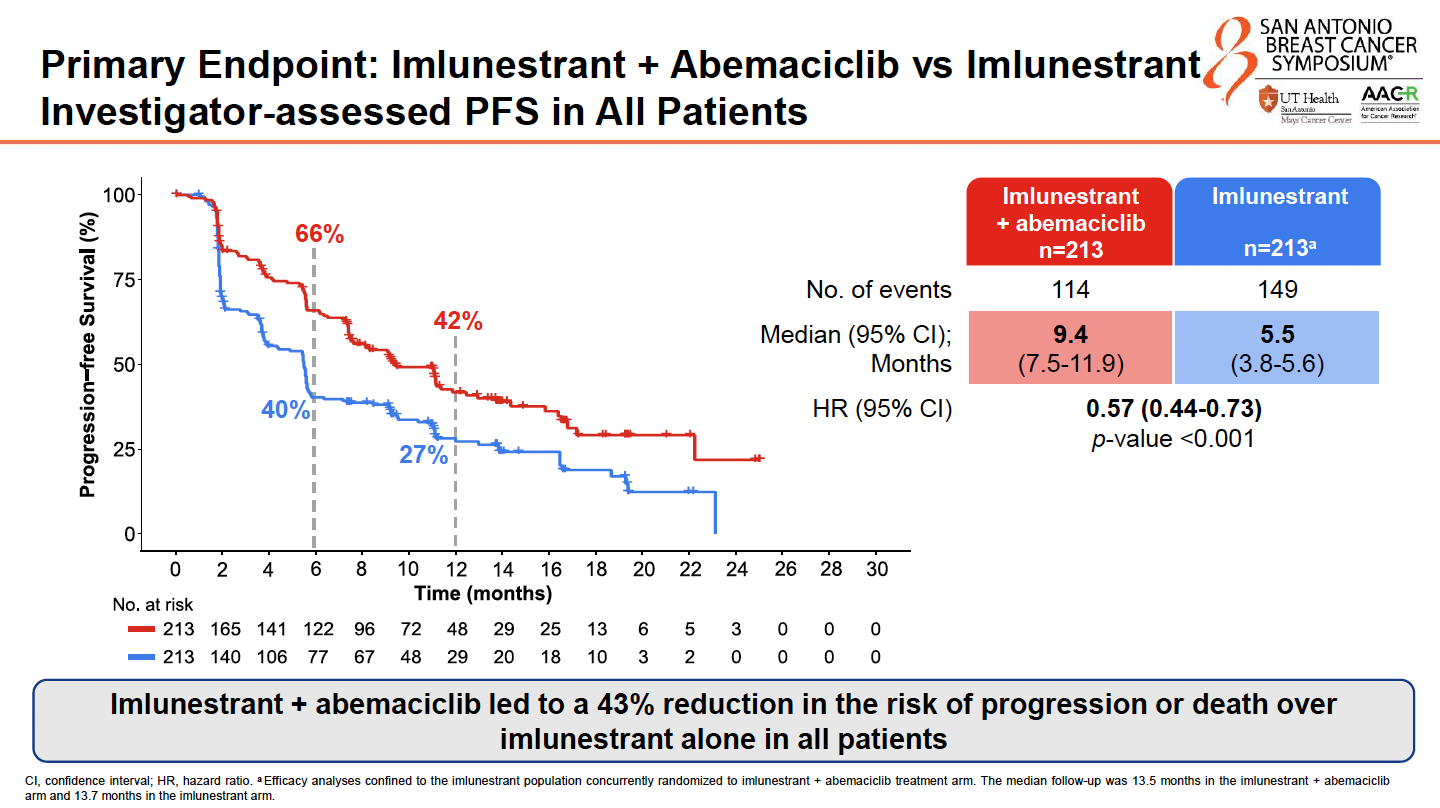 Primary Endpoint: Imlunestrant + Abemaciclib vs Imlunestrant
Investigator-assessed PFS in All Patients
SAN ANTONIO
BREAST CANCER
SYMPOSIUM®
UT Health
San Antonio
Mays Cancer Center
AACR
American Association
for Cancer Research®
Progression–free Survival (%)
100
75
50
25
0
66%
42%
40%
27%
0 2 4 6 8 10 12 14 16 18 20 22 24 26 28 30
Time (months)
No. at risk
213 165 141 122 96 72 48 29 25 13 6 5 3 0 0 0
213 140 106 77 67 48 29 20 18 10 3 2 0 0 0 0
Imlunestrant
+ abemaciclib
n=213
Imlunestrant
n=213ª
No. of events 114 149
Median (95% CI);
Months
9.4
(7.5-11.9)
5.5
(3.8-5.6)
HR (95% CI) 0.57 (0.44-0.73)
p-value <0.001
Imlunestrant + abemaciclib led to a 43% reduction in the risk of progression or death over
imlunestrant alone in all patients
CI, confidence interval; HR, hazard ratio. ª Efficacy analyses confined to the imlunestrant population concurrently randomized to imlunestrant + abemaciclib treatment arm. The median follow-up was 13.5 months in the imlunestrant + abemaciclib
arm and 13.7 months in the imlunestrant arm.